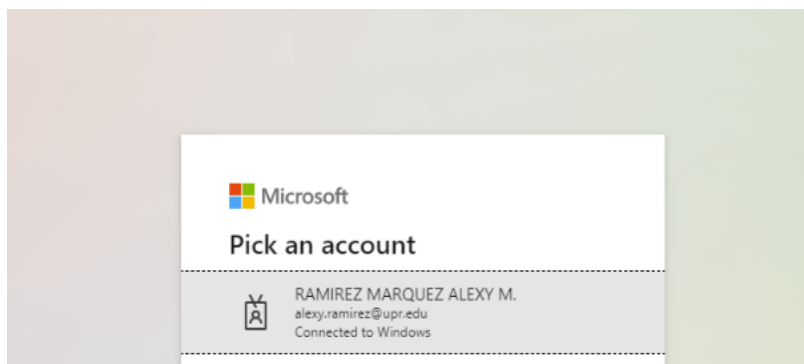 Microsoft
Pick an account
RAMIREZ MARQUEZ ALEXY M.
alexy.ramirez@upr.edu
Connected to Windows